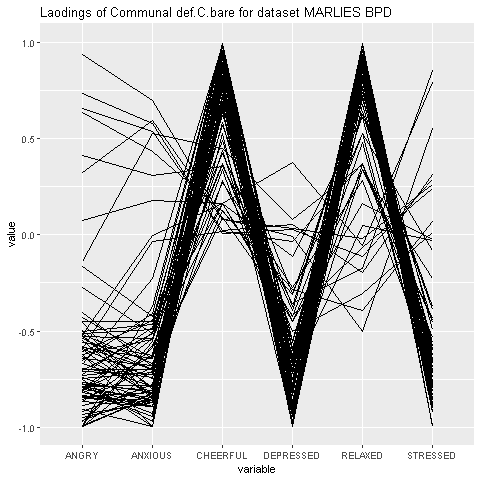 Laodings of Communal def.C.bare for dataset MARLIES BPD
value
1.0
0.5
0.0
-0.5
-1.0
ANGRY ANXIOUS CHEERFUL DEPRESSED RELAXED STRESSED
variable